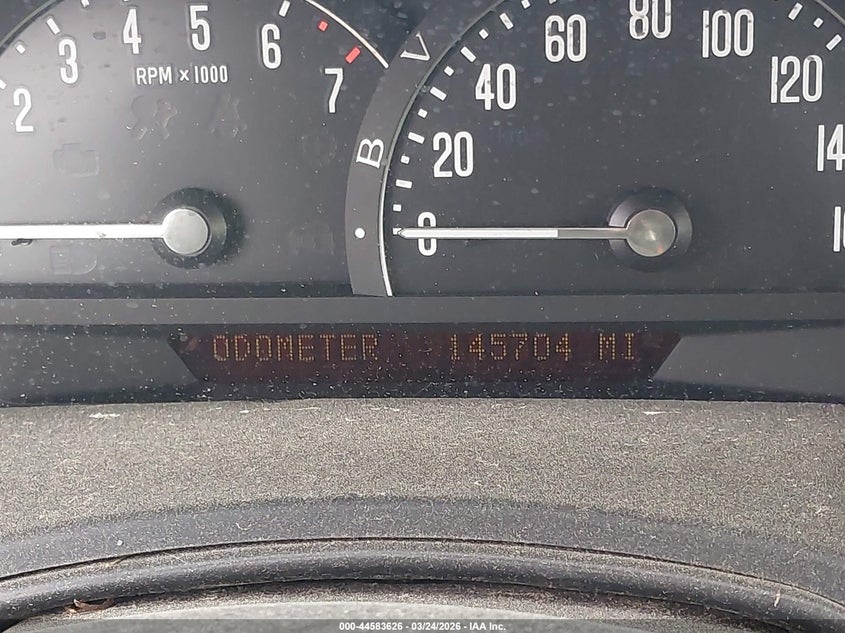 2 3 4 5 6 7
RPM × 1000
V
B
0 20 40 60 80 100 120
ODOMETER 145704 MI
000-44583626 - 03/24/2026 - IAA Inc.